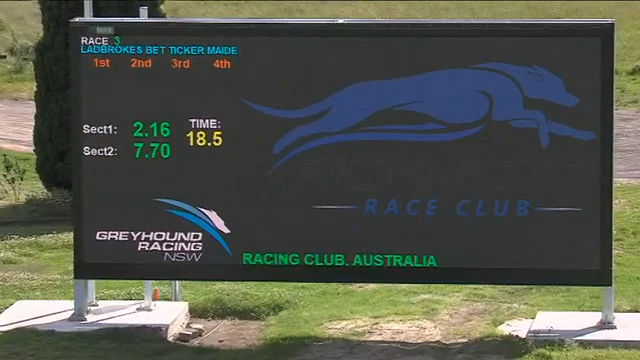 RACE 3
LADBROKES BET TICKER MAIDE
1st 2nd 3rd 4th
Sect1: 2.16 TIME:
Sect2: 7.70 18.5
RACE CLUB
GREYHOUND
RACING
NSW
RACING CLUB. AUSTRALIA